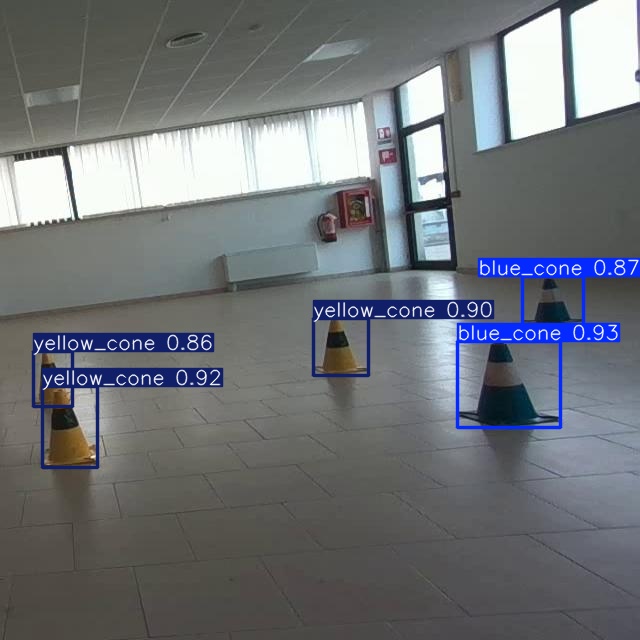 blue_cone 0.87
yellow_cone 0.90
blue_cone 0.93
yellow_cone 0.86
yellow_cone 0.92